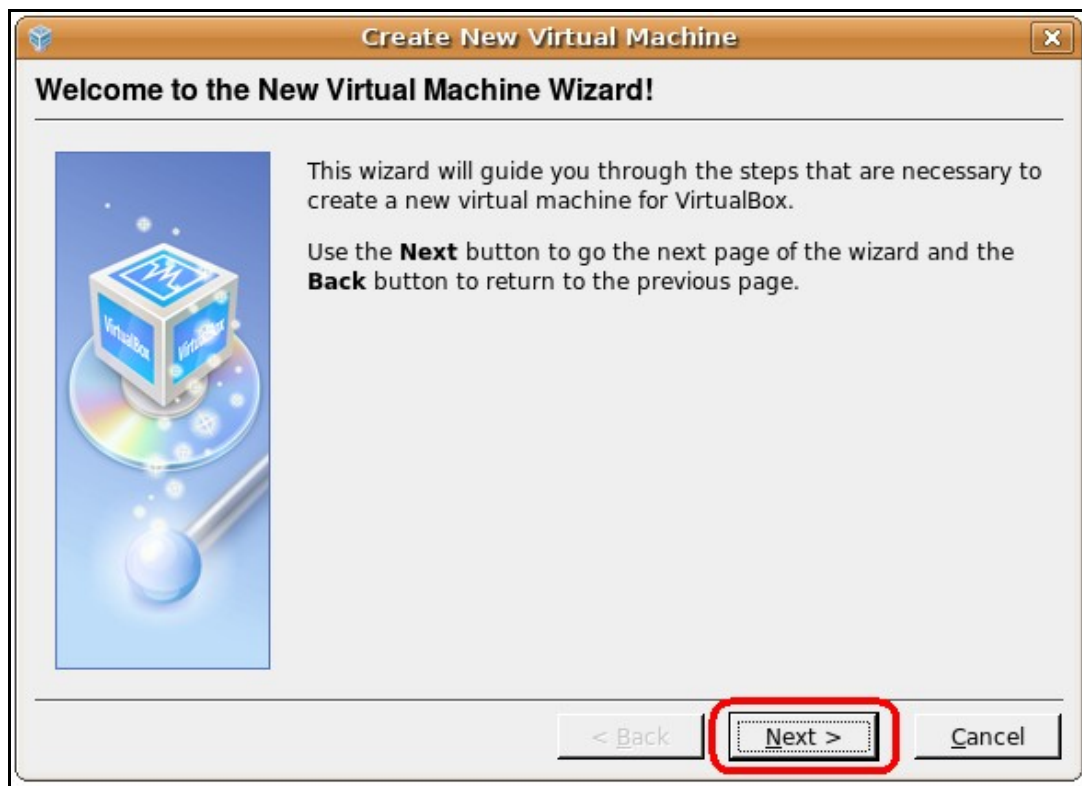 Create New Virtual Machine
Welcome to the New Virtual Machine Wizard!
This wizard will guide you through the steps that are necessary to
create a new virtual machine for VirtualBox.
Use the Next button to go the next page of the wizard and the
Back button to return to the previous page.
VirtualBox
VirtualBox
< Back
Next >
Cancel